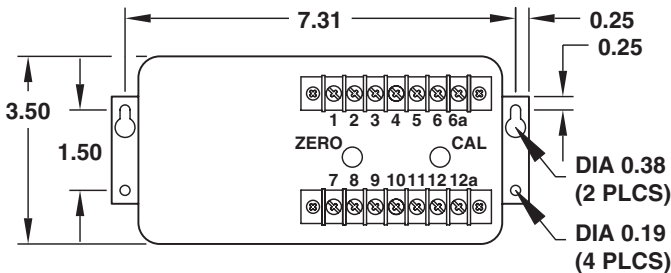 7.31
0.25
0.25
3.50
1.50
1 2 3 4 5 6 6a
ZERO
CAL
7 8 9 10 11 12 12a
DIA 0.38
(2 PLCS)
DIA 0.19
(4 PLCS)